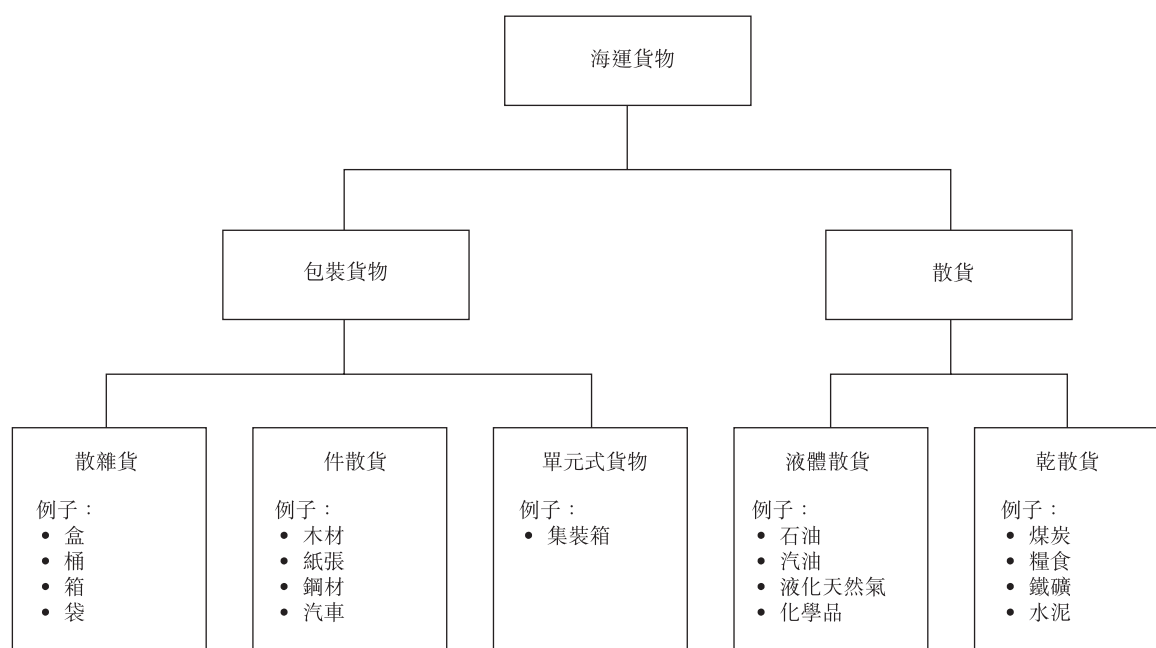 海運貨物
包裝貨物
散貨
散雜貨
例子：
• 盒
• 桶
• 箱
• 袋
件散貨
例子：
• 木材
• 紙張
• 鋼材
• 汽車
單元式貨物
例子：
• 集裝箱
液體散貨
例子：
• 石油
• 汽油
• 液化天然氣
• 化學品
乾散貨
例子：
• 煤炭
• 糧食
• 鐵礦
• 水泥